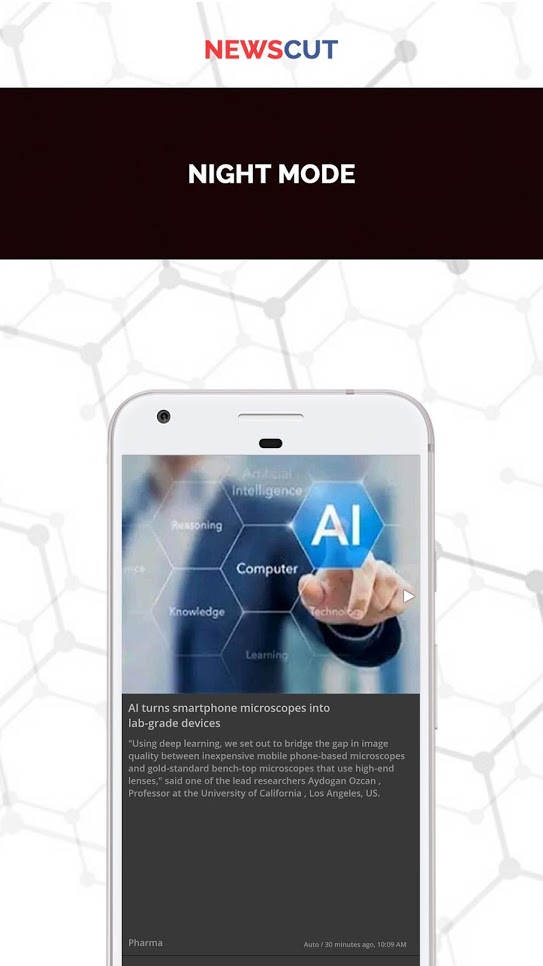 NEWSCUT
NIGHT MODE
Artificial
Intelligence
AI
Reasoning
Computer
Knowledge
Technology
Learning
AI turns smartphone microscopes into
lab-grade devices
"Using deep learning, we set out to bridge the gap in image
quality between inexpensive mobile phone-based microscopes
and gold-standard bench-top microscopes that use high-end
lenses," said one of the lead researchers Aydogan Ozcan ,
Professor at the University of California , Los Angeles, US.
Pharma
Auto / 30 minutes ago, 10:09 AM